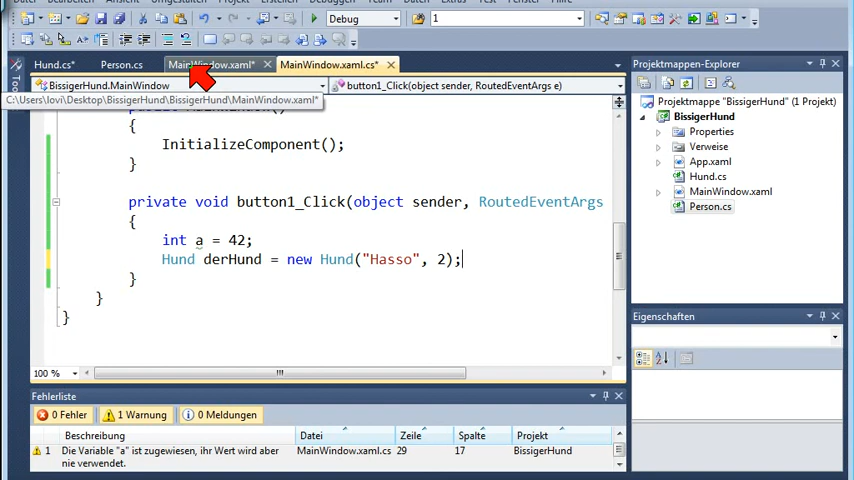 Debug
1
Hund.cs*
Person.cs
MainWindow.xaml*
MainWindow.xaml.cs*
BissigerHund.MainWindow
button1_Click(object sender, RoutedEventArgs e)
C:\Users\lovi\Desktop\BissigerHund\BissigerHund\MainWindow.xaml*
{
InitializeComponent();
}
private void button1_Click(object sender, RoutedEventArgs
{
int a = 42;
Hund derHund = new Hund("Hasso", 2);
}
}
}
100 %
Projektmappen-Explorer
Projektmappe "BissigerHund" (1 Projekt)
BissigerHund
Properties
Verweise
App.xaml
Hund.cs
MainWindow.xaml
Person.cs
Eigenschaften
Fehlerliste
0 Fehler
1 Warnung
0 Meldungen
Beschreibung
Datei
Zeile
Spalte
Projekt
1
Die Variable "a" ist zugewiesen, ihr Wert wird aber
nie verwendet.
MainWindow.xaml.cs
29
17
BissigerHund